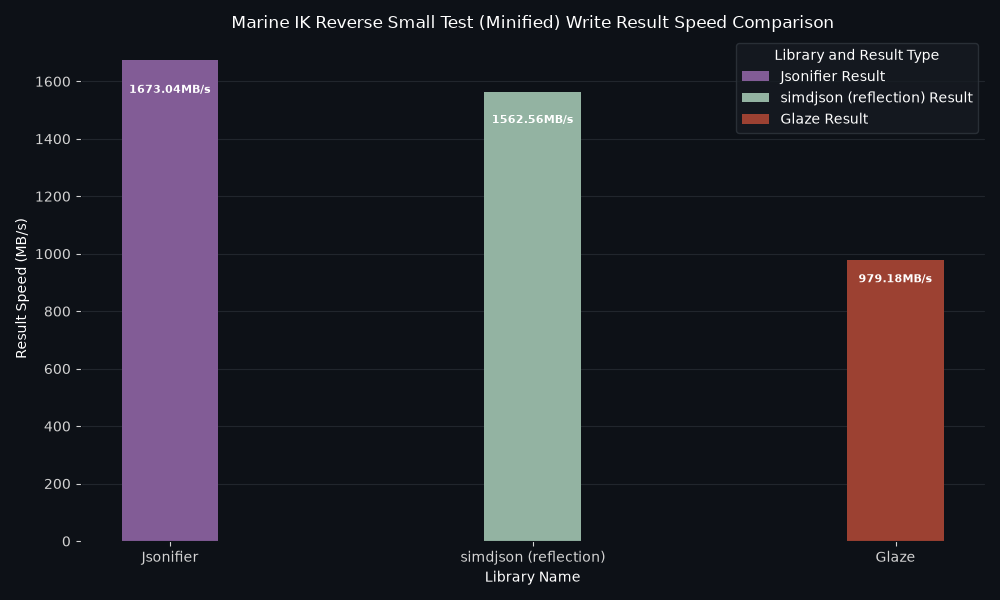 Marine IK Reverse Small Test (Minified) Write Result Speed Comparison
Library and Result Type
Jsonifier Result
simdjson (reflection) Result
Glaze Result
1673.04MB/s
1562.56MB/s
979.18MB/s
Result Speed (MB/s)
1600
1400
1200
1000
800
600
400
200
0
Jsonifier
simdjson (reflection)
Glaze
Library Name